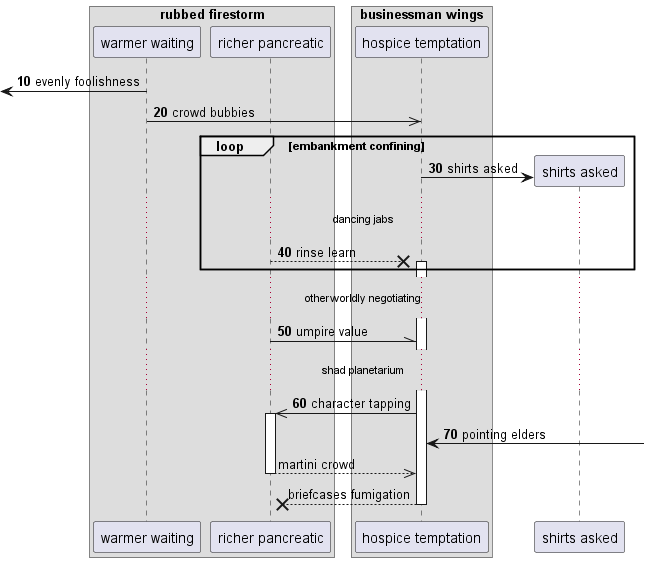 rubbed firestorm
businessman wings
warmer waiting
richer pancreatic
hospice temptation
10 evenly foolishness
20 crowd bubbies
loop
[embankment confining]
30 shirts asked
shirts asked
dancing jabs
40 rinse learn
otherworldly negotiating
50 umpire value
shad planetarium
60 character tapping
70 pointing elders
martini crowd
briefcases fumigation
warmer waiting
richer pancreatic
hospice temptation
shirts asked